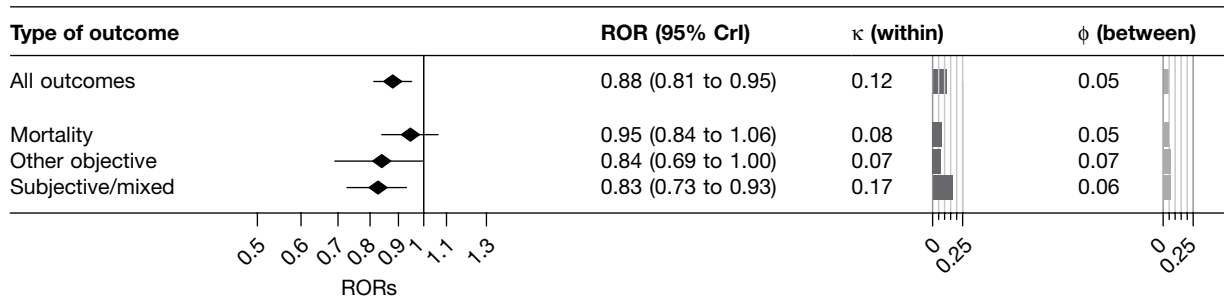 Type of outcome ROR (95% CrI) κ (within) ϕ (between)
All outcomes 0.88 (0.81 to 0.95) 0.12 0.05
Mortality 0.95 (0.84 to 1.06) 0.08 0.05
Other objective 0.84 (0.69 to 1.00) 0.07 0.07
Subjective/mixed 0.83 (0.73 to 0.93) 0.17 0.06
0.5 0.6 0.7 0.8 0.9 1 1.1 1.3 0 0.25 0 0.25
RORs